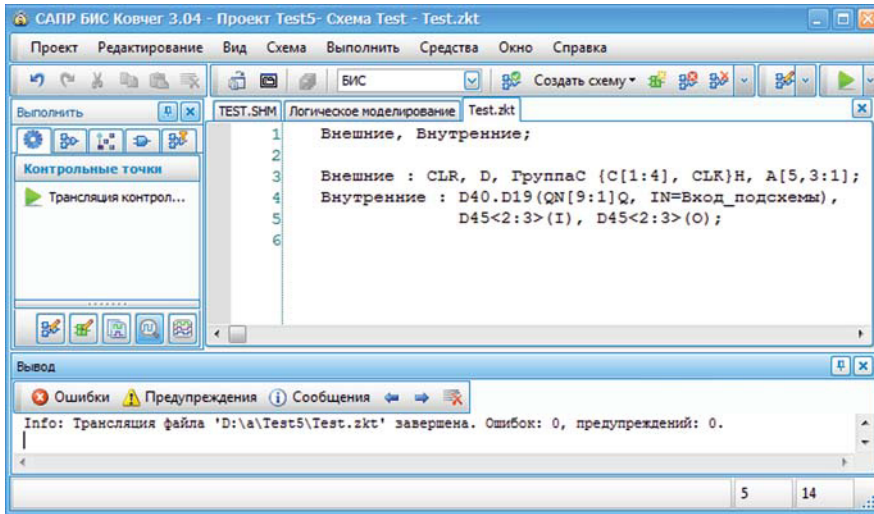 САПР БИС Ковчег 3.04 - Проект Test5- Схема Test - Test.zkt
Проект Редактирование Вид Схема Выполнить Средства Окно Справка
БИС Создать схему
Выполнить
TEST.SHM Логическое моделирование Test.zkt
Контрольные точки
Трансляция контрол...
1 Внешние, Внутренние;
2
3 Внешние : CLR, D, ГруппаC {C[1:4], CLK}H, A[5,3:1];
4 Внутренние : D40.D19(QN[9:1]Q, IN=Вход_подсхемы),
5 D45<2:3>(I), D45<2:3>(O);
6
Вывод
Ошибки Предупреждения Сообщения
Info: Трансляция файла 'D:\a\Test5\Test.zkt' завершена. Ошибок: 0, предупреждений: 0.
5 14